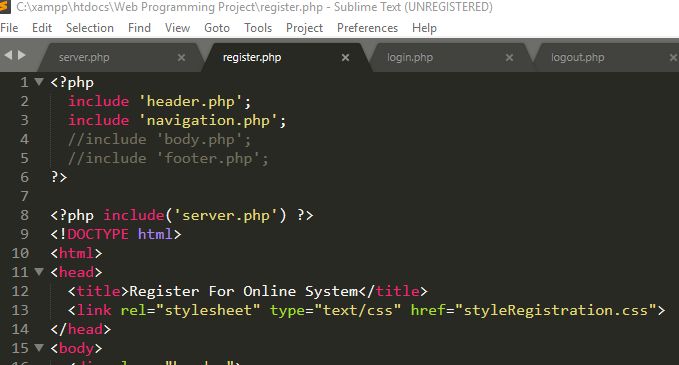 C:\xampp\htdocs\Web Programming Project\register.php - Sublime Text (UNREGISTERED)
File Edit Selection Find View Goto Tools Project Preferences Help
server.php × register.php × login.php × logout.php ×
1 <?php
2 include 'header.php';
3 include 'navigation.php';
4 //include 'body.php';
5 //include 'footer.php';
6 ?>
7
8 <?php include('server.php') ?>
9 <!DOCTYPE html>
10 <html>
11 <head>
12 <title>Register For Online System</title>
13 <link rel="stylesheet" type="text/css" href="styleRegistration.css">
14 </head>
15 <body>